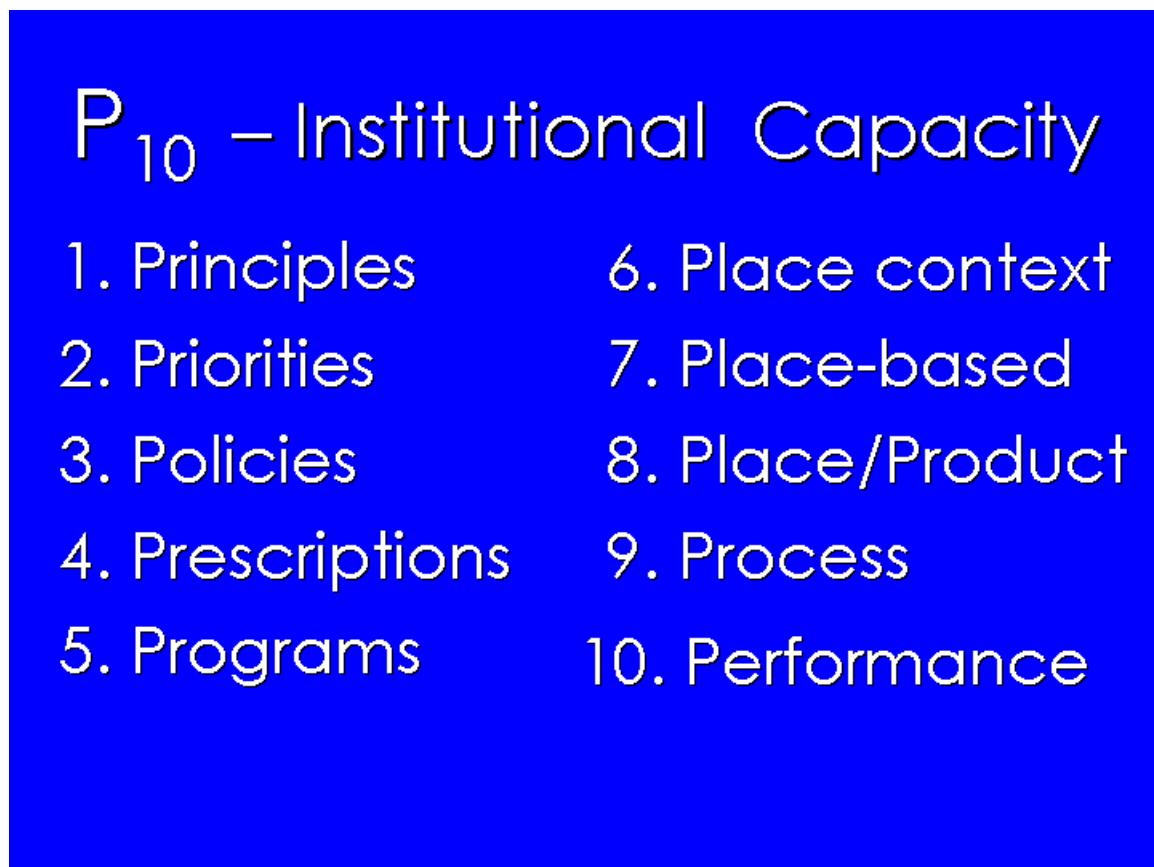 P₁₀ – Institutional Capacity
1. Principles
2. Priorities
3. Policies
4. Prescriptions
5. Programs
6. Place context
7. Place-based
8. Place/Product
9. Process
10. Performance